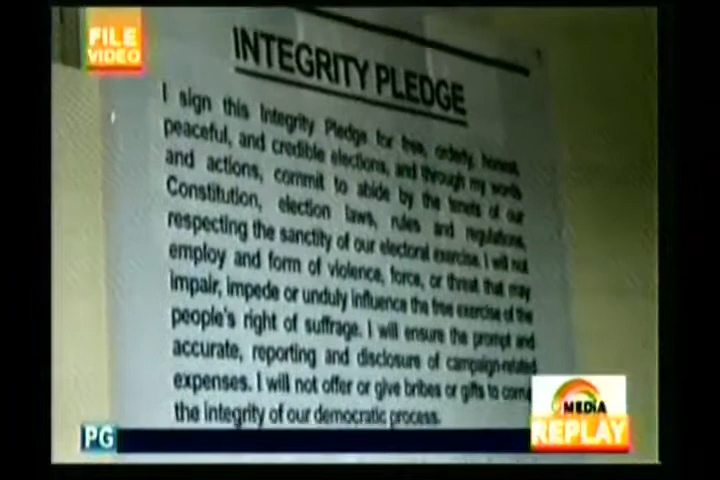 FILE
VIDEO
INTEGRITY PLEDGE
I sign this Integrity Pledge for free, orderly, honest,
peaceful, and credible elections, and through my words
and actions, commit to abide by the tenets of our
Constitution, election laws, rules and regulations,
respecting the sanctity of our electoral exercise. I will not
employ and form of violence, force, or threat that may
impair, impede or unduly influence the free exercise of the
people's right of suffrage. I will ensure the prompt and
accurate, reporting and disclosure of campaign-related
expenses. I will not offer or give bribes or gifts to
the integrity of our democratic process.
PG
MEDIA
REPLAY